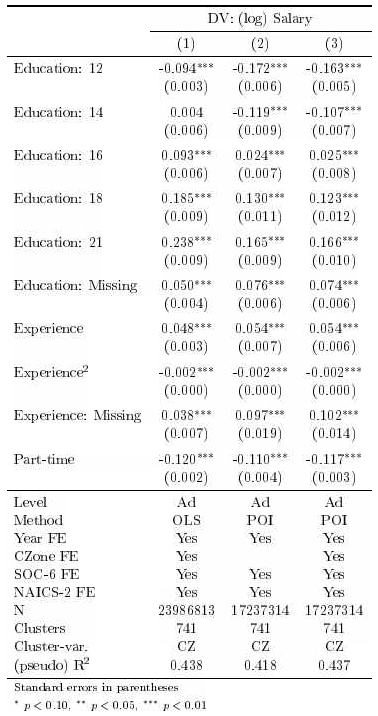 DV: (log) Salary
(1) (2) (3)
Education: 12 -0.094*** -0.172*** -0.163***
(0.003) (0.006) (0.005)
Education: 14 0.004 -0.119*** -0.107***
(0.006) (0.009) (0.007)
Education: 16 0.093*** 0.024*** 0.025***
(0.006) (0.007) (0.008)
Education: 18 0.185*** 0.130*** 0.123***
(0.009) (0.011) (0.012)
Education: 21 0.238*** 0.165*** 0.166***
(0.009) (0.009) (0.010)
Education: Missing 0.050*** 0.076*** 0.074***
(0.004) (0.006) (0.006)
Experience 0.048*** 0.054*** 0.054***
(0.003) (0.007) (0.006)
Experience² -0.002*** -0.002*** -0.002***
(0.000) (0.000) (0.000)
Experience: Missing 0.038*** 0.097*** 0.102***
(0.007) (0.019) (0.014)
Part-time -0.120*** -0.110*** -0.117***
(0.002) (0.004) (0.003)
Level Ad Ad Ad
Method OLS POI POI
Year FE Yes Yes Yes
CZone FE Yes Yes
SOC-6 FE Yes Yes Yes
NAICS-2 FE Yes Yes Yes
N 23986813 17237314 17237314
Clusters 741 741 741
Cluster-var. CZ CZ CZ
(pseudo) R² 0.438 0.418 0.437
Standard errors in parentheses
* p < 0.10, ** p < 0.05, *** p < 0.01